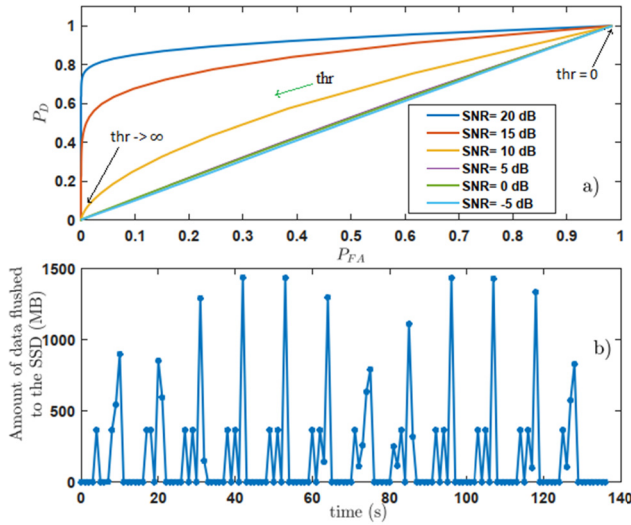 1
0.8
0.6
0.4
0.2
0
P_D
thr
thr = 0
thr -> ∞
SNR= 20 dB
SNR= 15 dB
SNR= 10 dB
SNR= 5 dB
SNR= 0 dB
SNR= -5 dB
a)
0 0.1 0.2 0.3 0.4 0.5 0.6 0.7 0.8 0.9 1
P_FA
1500
1000
500
0
Amount of data flushed
to the SSD (MB)
b)
0 20 40 60 80 100 120 140
time (s)